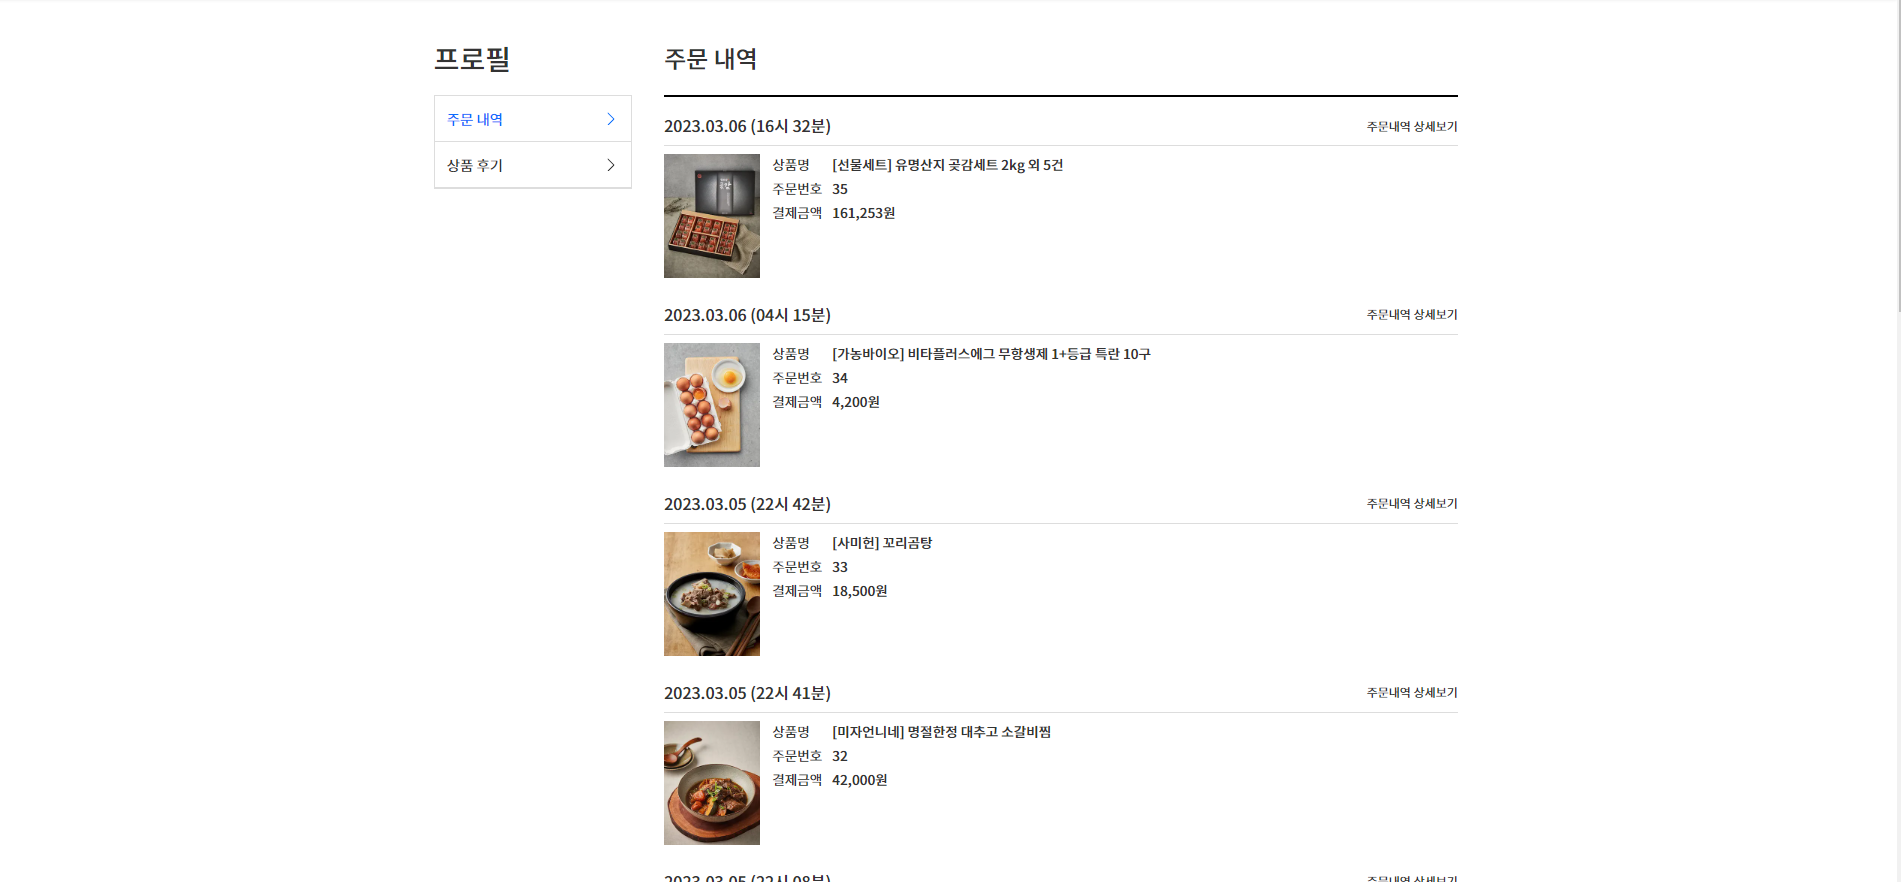 프로필
주문 내역
상품 후기
주문 내역
2023.03.06 (16시 32분)
주문내역 상세보기
상품명 [선물세트] 유명산지 곶감세트 2kg 외 5건
주문번호 35
결제금액 161,253원
2023.03.06 (04시 15분)
주문내역 상세보기
상품명 [가농바이오] 비타플러스에그 무항생제 1+등급 특란 10구
주문번호 34
결제금액 4,200원
2023.03.05 (22시 42분)
주문내역 상세보기
상품명 [사미헌] 꼬리곰탕
주문번호 33
결제금액 18,500원
2023.03.05 (22시 41분)
주문내역 상세보기
상품명 [미자언니네] 명절한정 대추고 소갈비찜
주문번호 32
결제금액 42,000원
2023.03.05 (22시 08분)
주문내역 상세보기